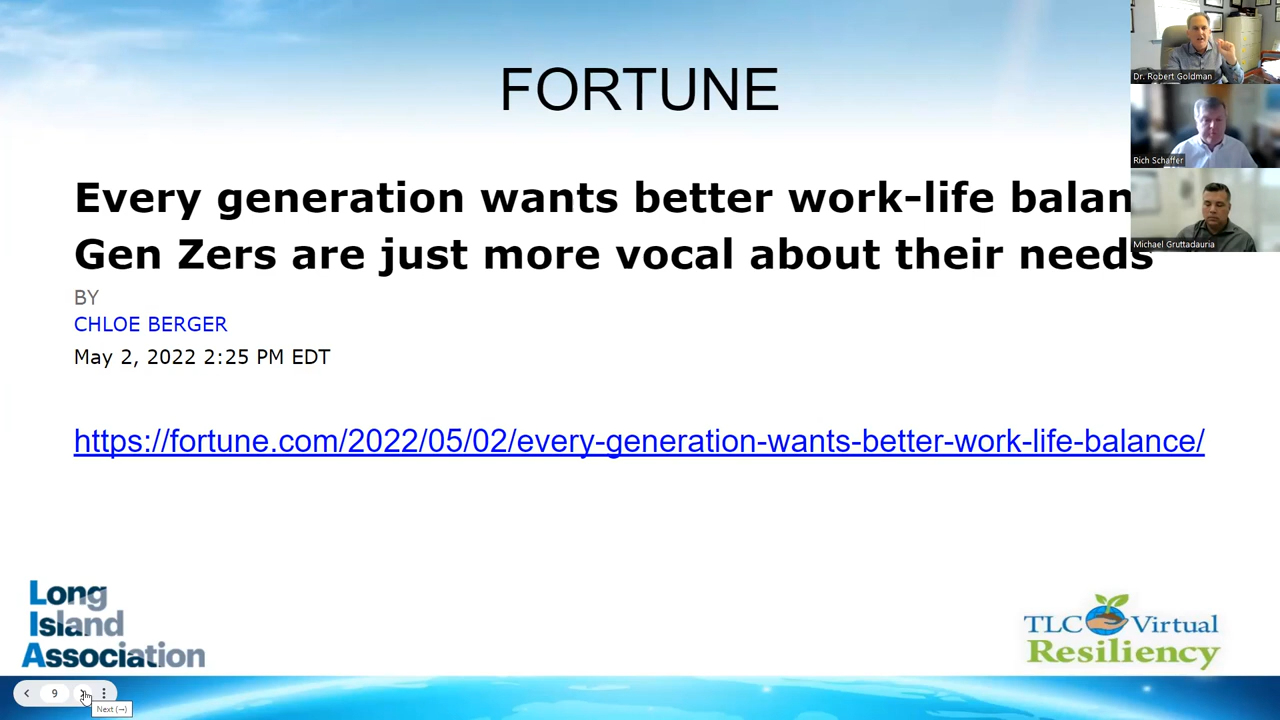 FORTUNE
Dr. Robert Goldman
Rich Schaffer
Every generation wants better work-life balan
Michael Gruttadauria
Gen Zers are just more vocal about their needs
BY
CHLOE BERGER
May 2, 2022 2:25 PM EDT
https://fortune.com/2022/05/02/every-generation-wants-better-work-life-balance/
Long
Island
Association
TLC Virtual
Resiliency
9
Next (→)